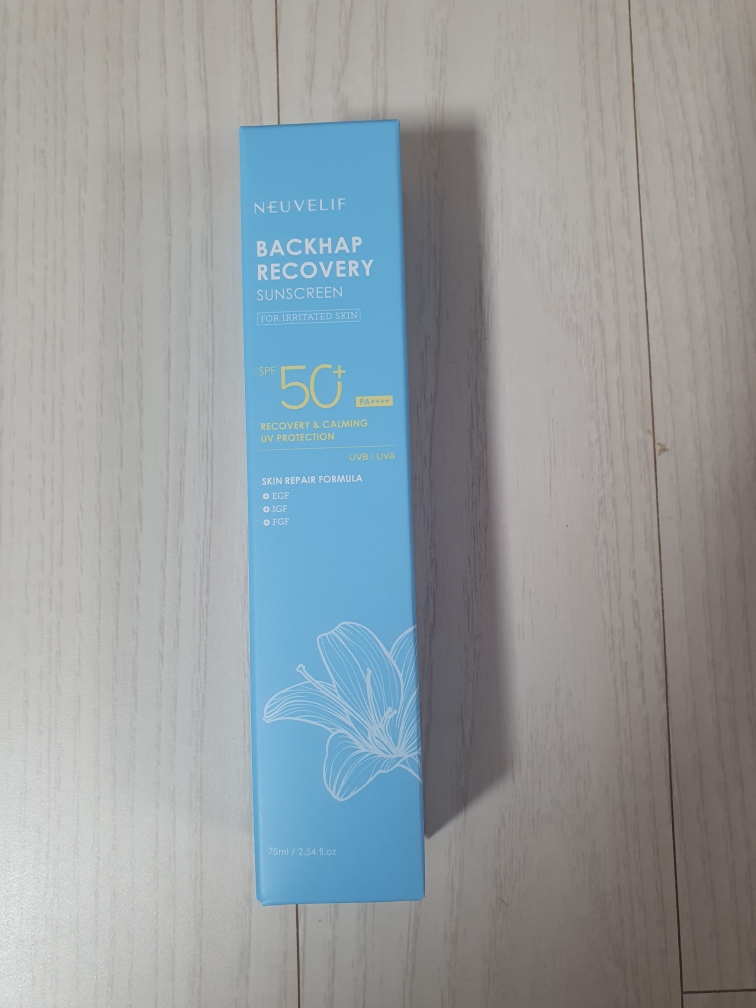 NEUVELIF
BACKHAP
RECOVERY
SUNSCREEN
FOR IRRITATED SKIN
SPF 50+
PA++++
RECOVERY & CALMING
UV PROTECTION
UVB / UVA
SKIN REPAIR FORMULA
+ EGF
+ IGF
+ FGF
75ml / 2.54 fl.oz